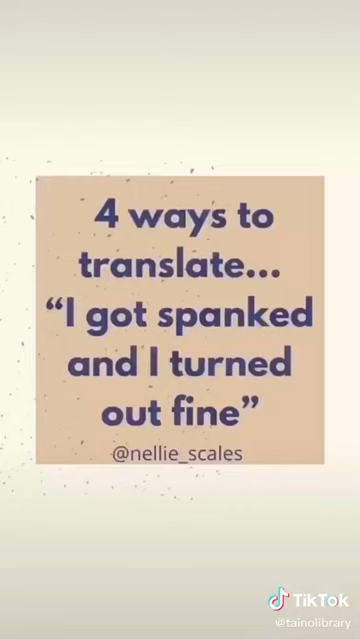 4 ways to
translate...
“I got spanked
and I turned
out fine”
@nellie_scales
TikTok
@tainolibrary